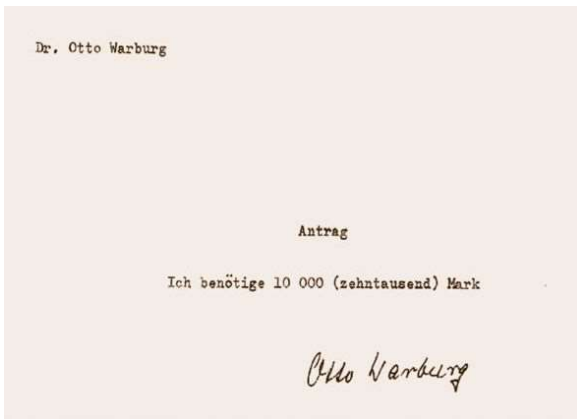 Dr. Otto Warburg
Antrag
Ich benötige 10 000 (zehntausend) Mark
Otto Warburg